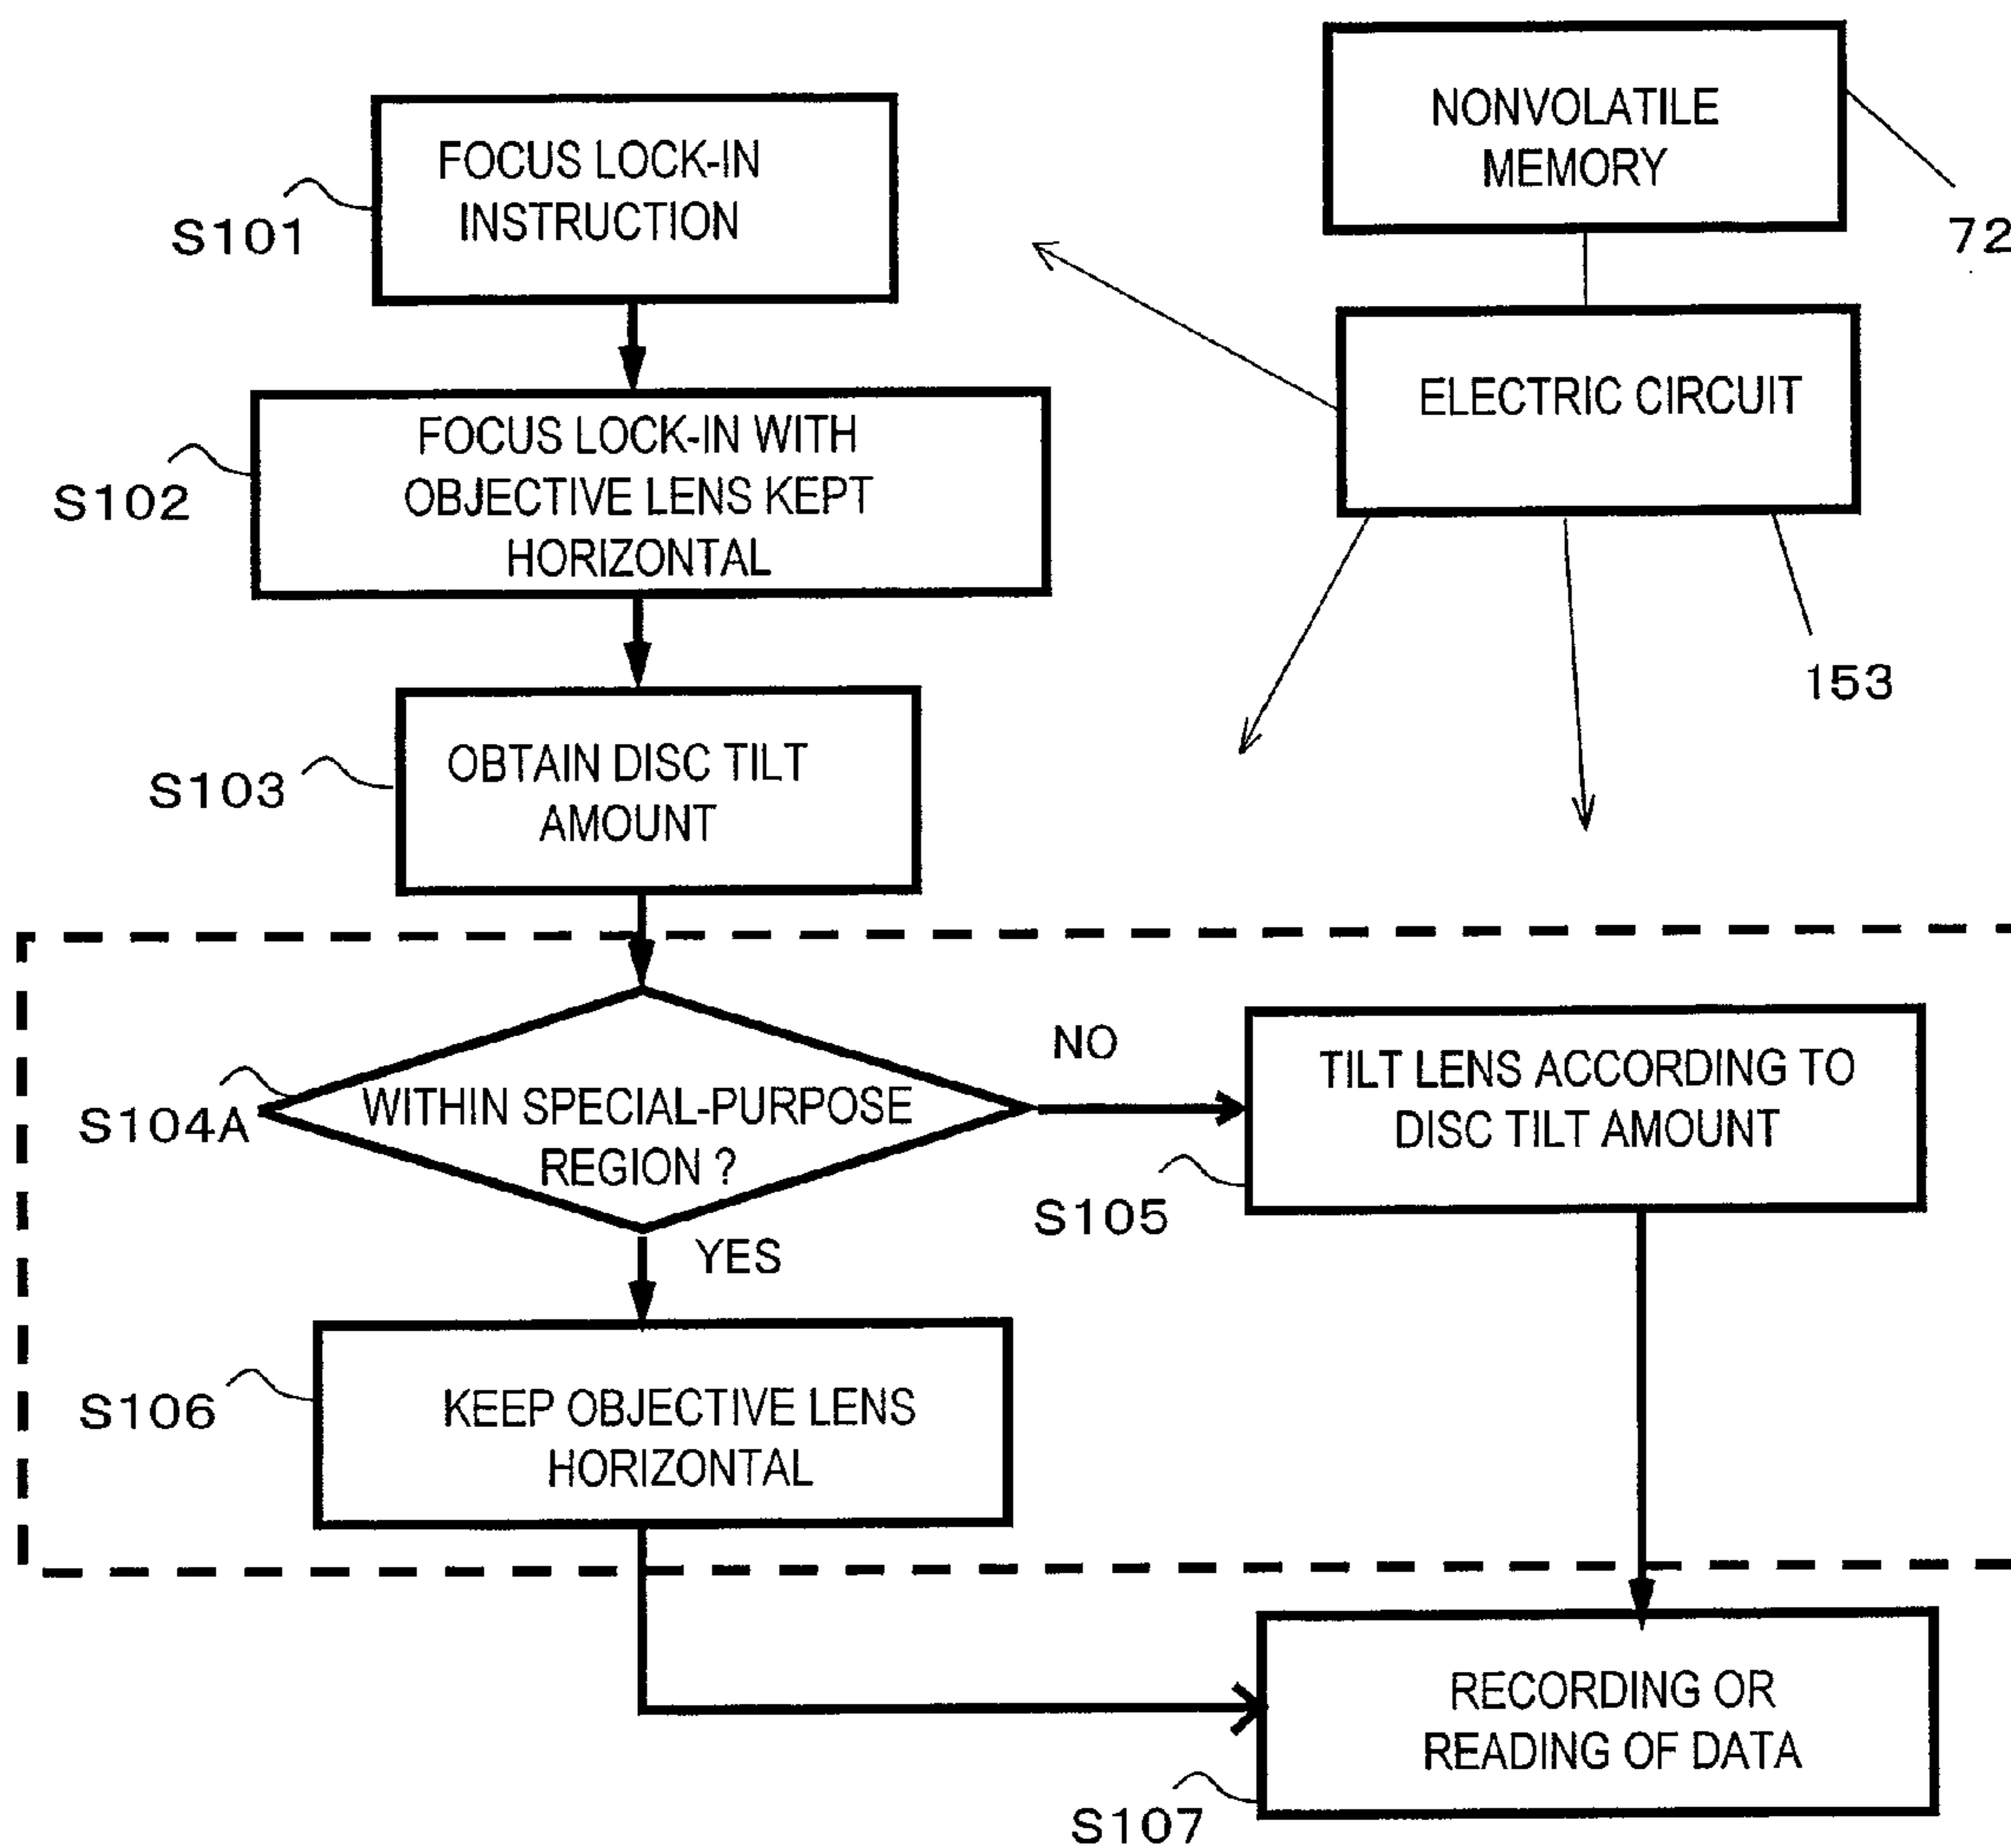 NONVOLATILE
MEMORY
72
FOCUS LOCK-IN
INSTRUCTION
S101
ELECTRIC CIRCUIT
153
FOCUS LOCK-IN WITH
OBJECTIVE LENS KEPT
HORIZONTAL
S102
OBTAIN DISC TILT
AMOUNT
S103
WITHIN SPECIAL-PURPOSE
REGION ?
S104A
NO
YES
TILT LENS ACCORDING TO
DISC TILT AMOUNT
S105
KEEP OBJECTIVE LENS
HORIZONTAL
S106
RECORDING OR
READING OF DATA
S107